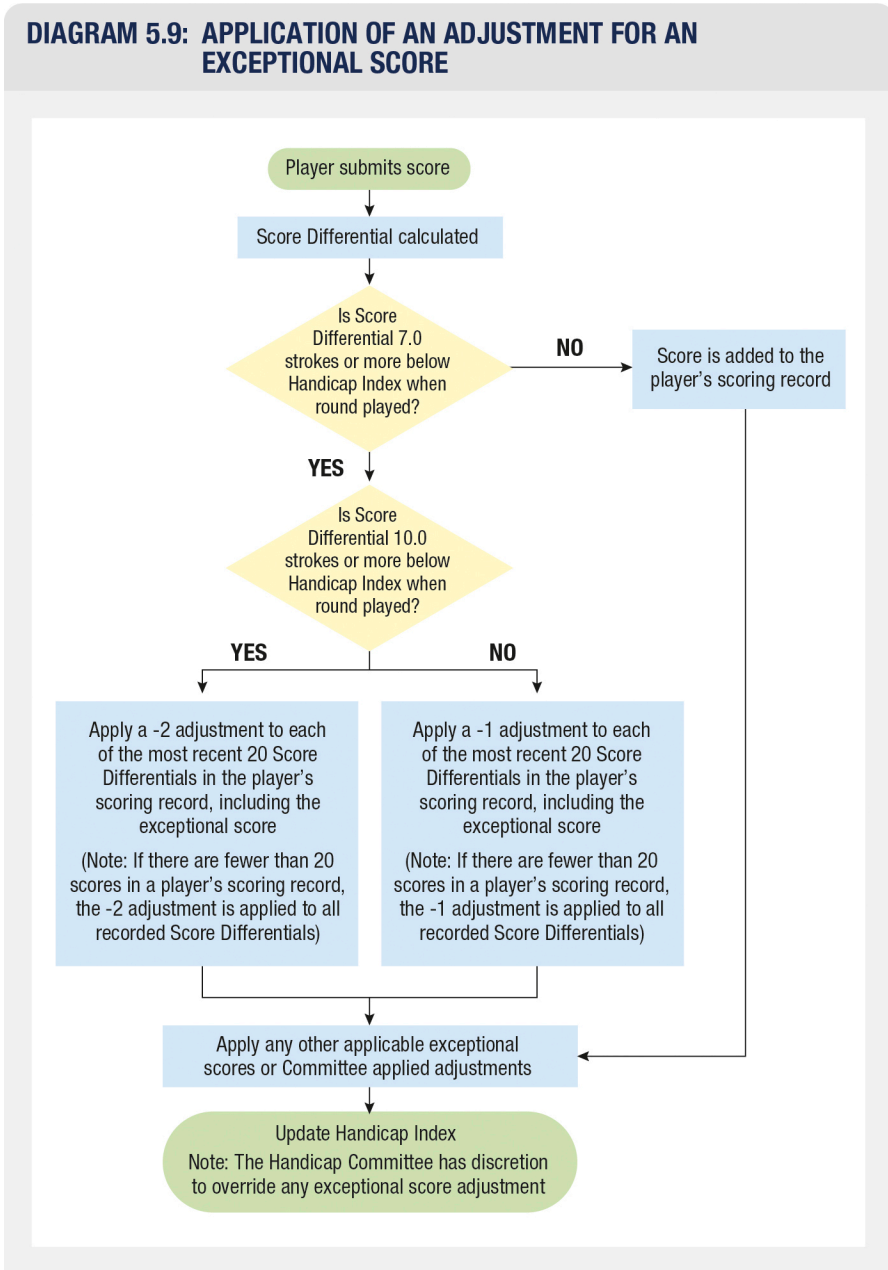 DIAGRAM 5.9: APPLICATION OF AN ADJUSTMENT FOR AN
EXCEPTIONAL SCORE
Player submits score
Score Differential calculated
Is Score
Differential 7.0
strokes or more below
Handicap Index when
round played?
NO
Score is added to the
player’s scoring record
YES
Is Score
Differential 10.0
strokes or more below
Handicap Index when
round played?
YES
NO
Apply a -2 adjustment to each
of the most recent 20 Score
Differentials in the player’s
scoring record, including the
exceptional score
(Note: If there are fewer than 20
scores in a player’s scoring record,
the -2 adjustment is applied to all
recorded Score Differentials)
Apply a -1 adjustment to each
of the most recent 20 Score
Differentials in the player’s
scoring record, including the
exceptional score
(Note: If there are fewer than 20
scores in a player’s scoring record,
the -1 adjustment is applied to all
recorded Score Differentials)
Apply any other applicable exceptional
scores or Committee applied adjustments
Update Handicap Index
Note: The Handicap Committee has discretion
to override any exceptional score adjustment